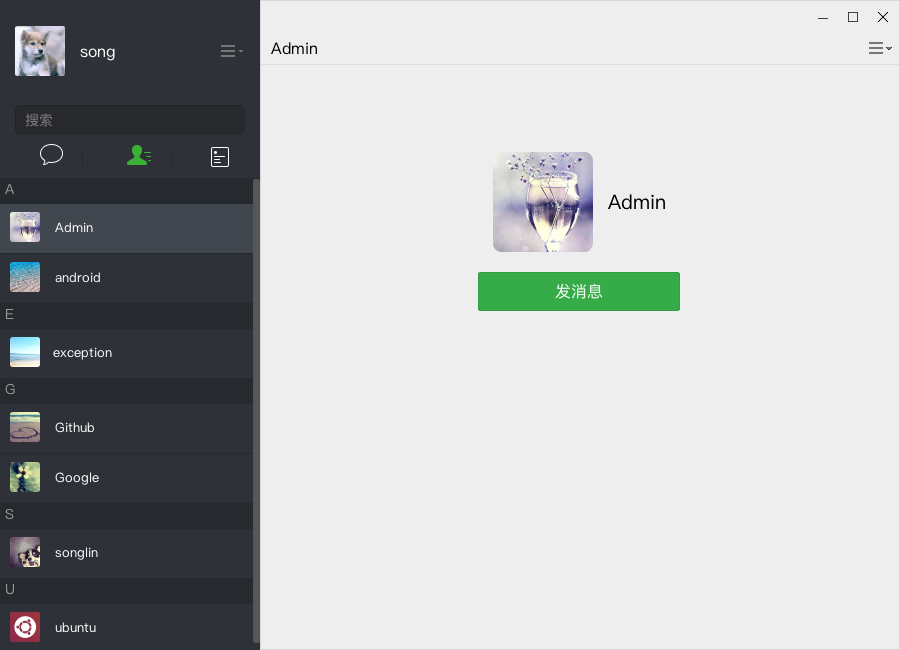 song
搜索
A
Admin
android
E
exception
G
Github
Google
S
songlin
U
ubuntu
Admin
Admin
发消息